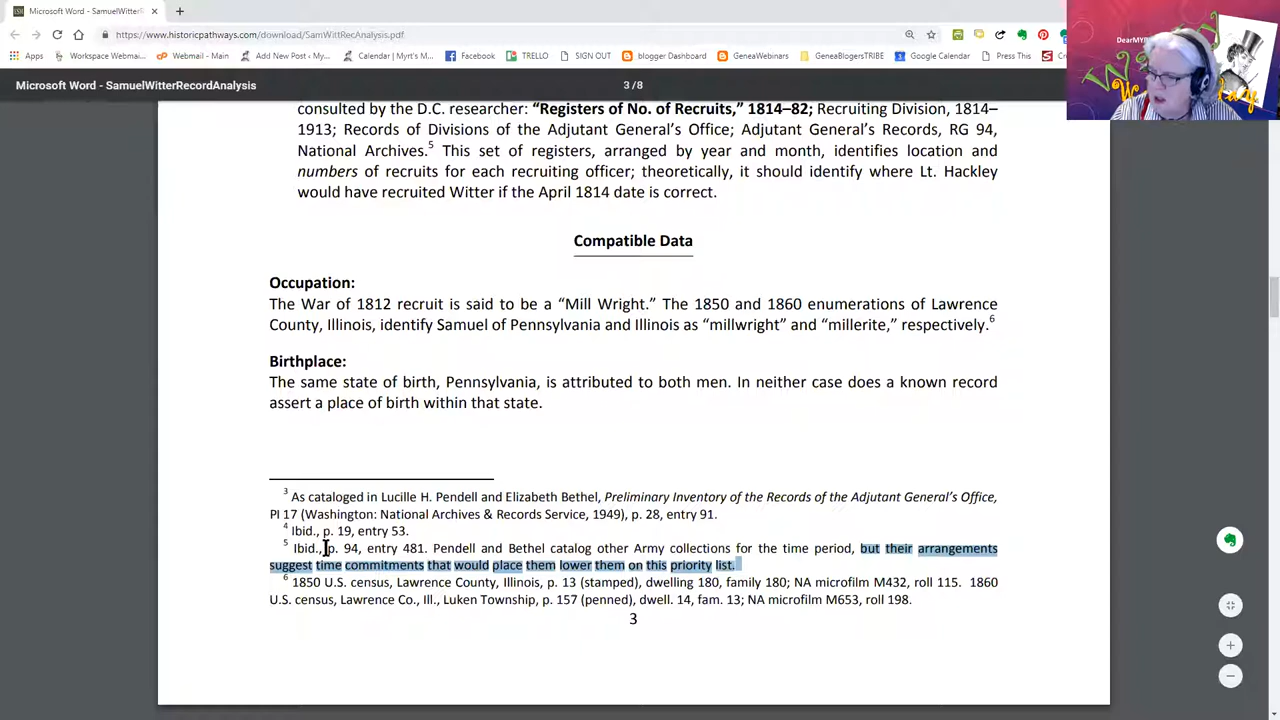 Microsoft Word - SamuelWitterRecordAnalysis
https://www.historicpathways.com/download/SamWittRecAnalysis.pdf
Apps Workspace Webmai... Webmail - Main Add New Post ‹ My... Calendar | Myrt's M... Facebook TRELLO SIGN OUT blogger Dashboard GeneaWebinars GeneaBlogersTRIBE Google Calendar Press This C
DearMY
Microsoft Word - SamuelWitterRecordAnalysis 3/8
consulted by the D.C. researcher: “Registers of No. of Recruits,” 1814–82; Recruiting Division, 1814–
1913; Records of Divisions of the Adjutant General’s Office; Adjutant General’s Records, RG 94,
National Archives.5 This set of registers, arranged by year and month, identifies location and
numbers of recruits for each recruiting officer; theoretically, it should identify where Lt. Hackley
would have recruited Witter if the April 1814 date is correct.
Compatible Data
Occupation:
The War of 1812 recruit is said to be a “Mill Wright.” The 1850 and 1860 enumerations of Lawrence
County, Illinois, identify Samuel of Pennsylvania and Illinois as “millwright” and “millerite,” respectively.6
Birthplace:
The same state of birth, Pennsylvania, is attributed to both men. In neither case does a known record
assert a place of birth within that state.
3 As cataloged in Lucille H. Pendell and Elizabeth Bethel, Preliminary Inventory of the Records of the Adjutant General’s Office,
PI 17 (Washington: National Archives & Records Service, 1949), p. 28, entry 91.
4 Ibid., p. 19, entry 53.
5 Ibid., p. 94, entry 481. Pendell and Bethel catalog other Army collections for the time period, but their arrangements
suggest time commitments that would place them lower them on this priority list.
6 1850 U.S. census, Lawrence County, Illinois, p. 13 (stamped), dwelling 180, family 180; NA microfilm M432, roll 115. 1860
U.S. census, Lawrence Co., Ill., Luken Township, p. 157 (penned), dwell. 14, fam. 13; NA microfilm M653, roll 198.
3